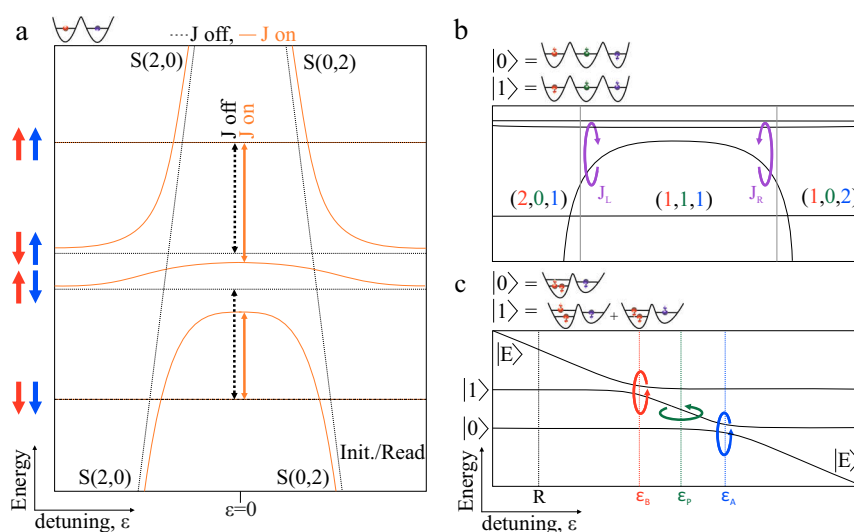 a
J off, J on
S(2,0)
S(0,2)
J off
J on
S(2,0)
S(0,2)
Init./Read
Energy
ε=0
detuning, ε
b
|0⟩ =
|1⟩ =
(2,0,1)
J_L
(1,1,1)
J_R
(1,0,2)
c
|0⟩ =
|1⟩ =
+
|E⟩
|1⟩
|0⟩
|E⟩
Energy
R
ε_B
ε_P
ε_A
detuning, ε